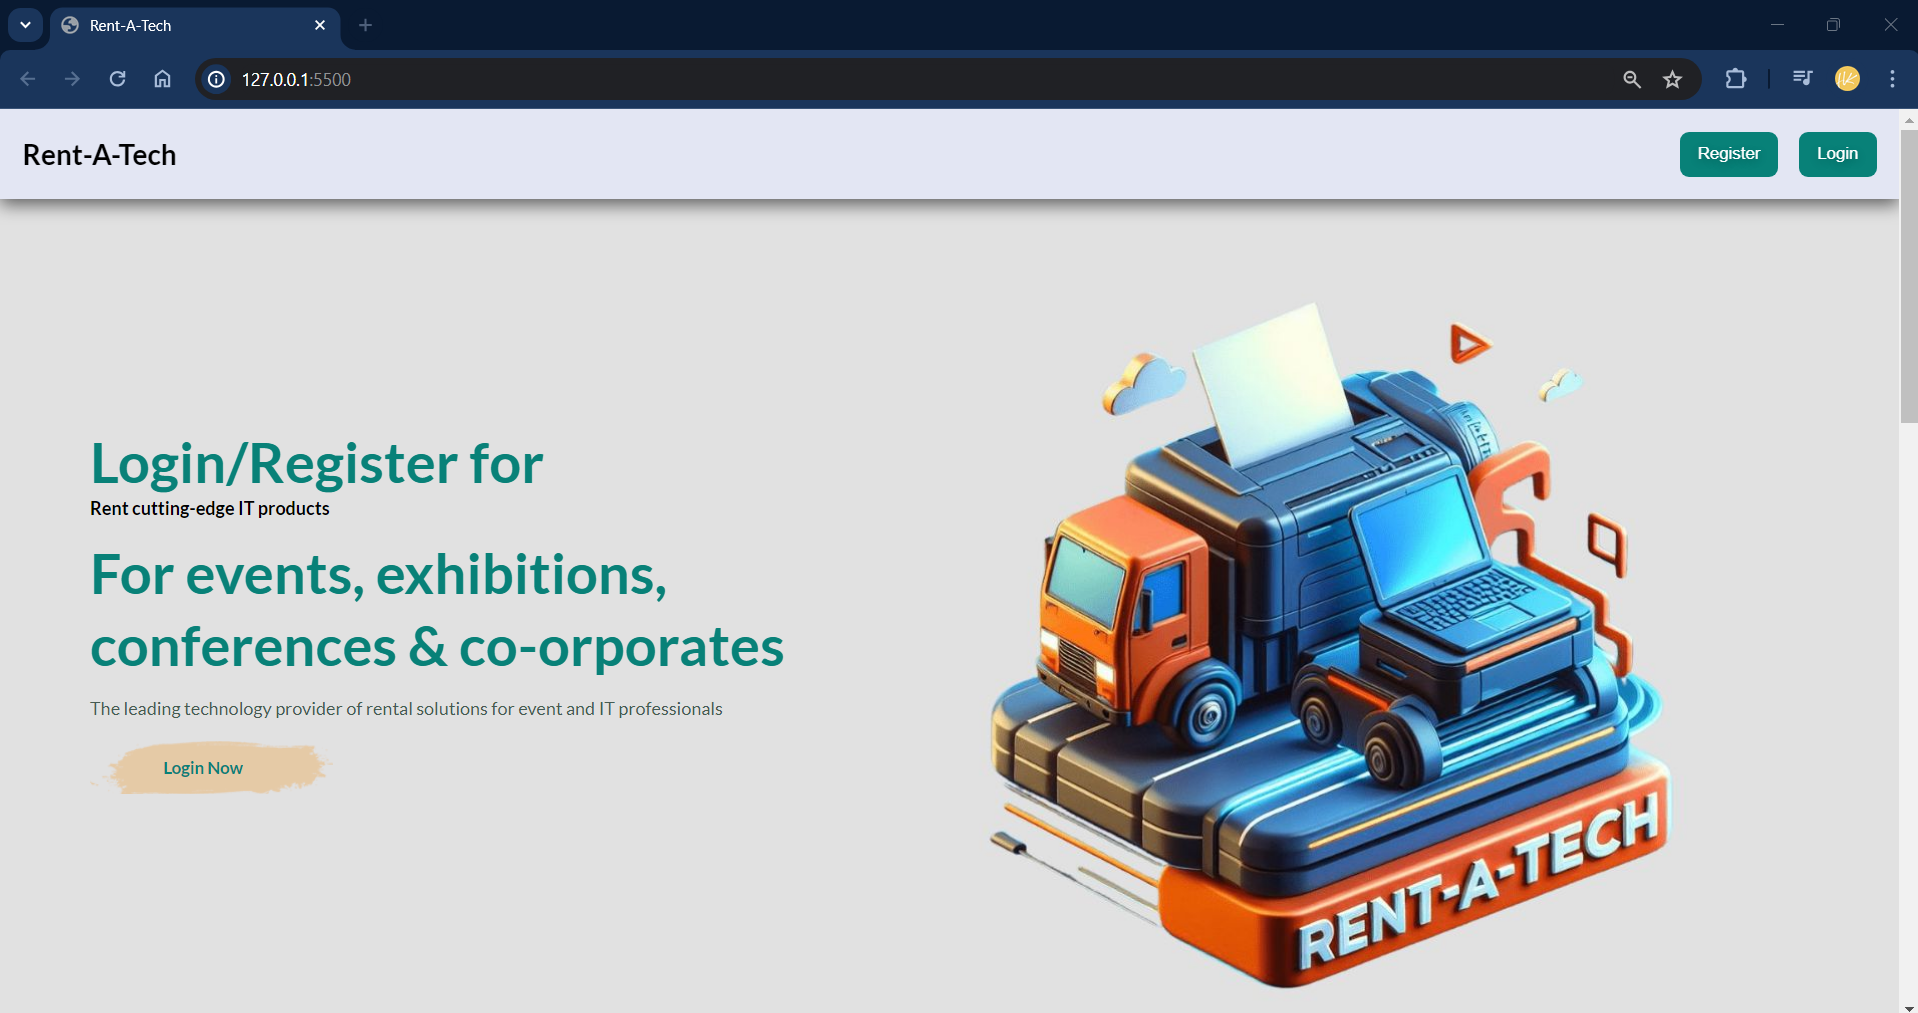 Rent-A-Tech
127.0.0.1:5500
Rent-A-Tech
Register
Login
Login/Register for
Rent cutting-edge IT products
For events, exhibitions,
conferences & co-orporates
The leading technology provider of rental solutions for event and IT professionals
Login Now
RENT-A-TECH